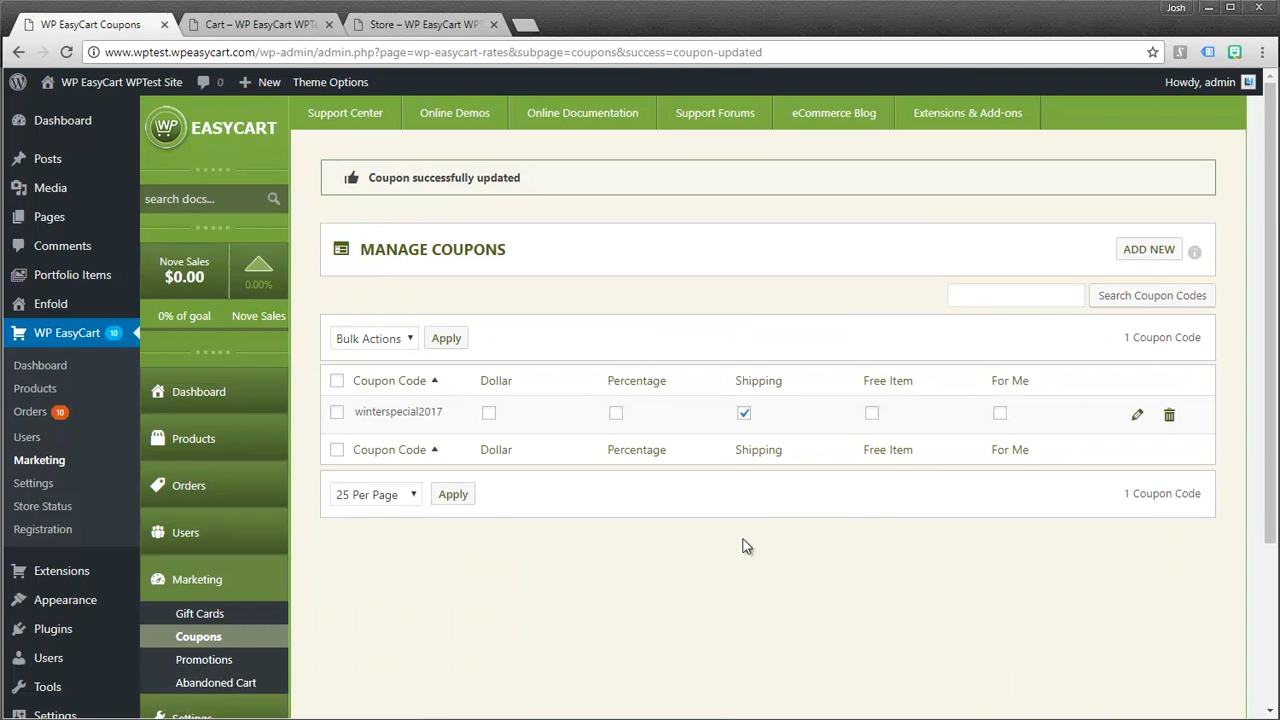 Josh
WP EasyCart Coupons
Cart – WP EasyCart WPTe
Store – WP EasyCart WPT
www.wptest.wpeasycart.com/wp-admin/admin.php?page=wp-easycart-rates&subpage=coupons&success=coupon-updated
WP EasyCart WPTest Site
0
New
Theme Options
Howdy, admin
Dashboard
Posts
Media
Pages
Comments
Portfolio Items
Enfold
WP EasyCart 10
Dashboard
Products
Orders 10
Users
Marketing
Settings
Store Status
Registration
Extensions
Appearance
Plugins
Users
Tools
Settings
WP EASYCART
search docs...
Nove Sales
$0.00
0.00%
0% of goal
Nove Sales
Dashboard
Products
Orders
Users
Marketing
Gift Cards
Coupons
Promotions
Abandoned Cart
Settings
Support Center
Online Demos
Online Documentation
Support Forums
eCommerce Blog
Extensions & Add-ons
Coupon successfully updated
MANAGE COUPONS
ADD NEW
Search Coupon Codes
Bulk Actions
Apply
1 Coupon Code
Coupon Code
Dollar
Percentage
Shipping
Free Item
For Me
winterspecial2017
Coupon Code
Dollar
Percentage
Shipping
Free Item
For Me
25 Per Page
Apply
1 Coupon Code